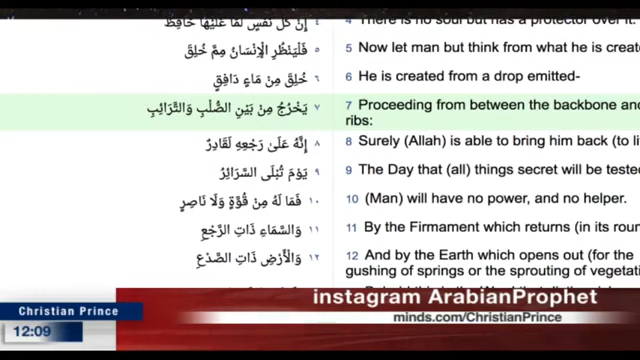 ٤ إِن كُلُّ نَفْسٍ لَمَّا عَلَيْهَا حَافِظٌ
٥ فَلْيَنْظُرِ الْإِنْسَانُ مِمَّ خُلِقَ
٦ خُلِقَ مِنْ مَاءٍ دَافِقٍ
٧ يَخْرُجُ مِنْ بَيْنِ الصُّلْبِ وَالتَّرَائِبِ
٨ إِنَّهُ عَلَىٰ رَجْعِهِ لَقَادِرٌ
٩ يَوْمَ تُبْلَى السَّرَائِرُ
١٠ فَمَا لَهُ مِنْ قُوَّةٍ وَلَا نَاصِرٍ
١١ وَالسَّمَاءِ ذَاتِ الرَّجْعِ
١٢ وَالْأَرْضِ ذَاتِ الصَّدْعِ
4 There is no soul but has a protector over it.
5 Now let man but think from what he is create
6 He is created from a drop emitted-
7 Proceeding from between the backbone and
ribs:
8 Surely (Allah) is able to bring him back (to li
9 The Day that (all) things secret will be teste
10 (Man) will have no power, and no helper.
11 By the Firmament which returns (in its roun
12 And by the Earth which opens out (for the
gushing of springs or the sprouting of vegetati
instagram ArabianProphet
Christian Prince
minds.com/ChristianPrince
12:09